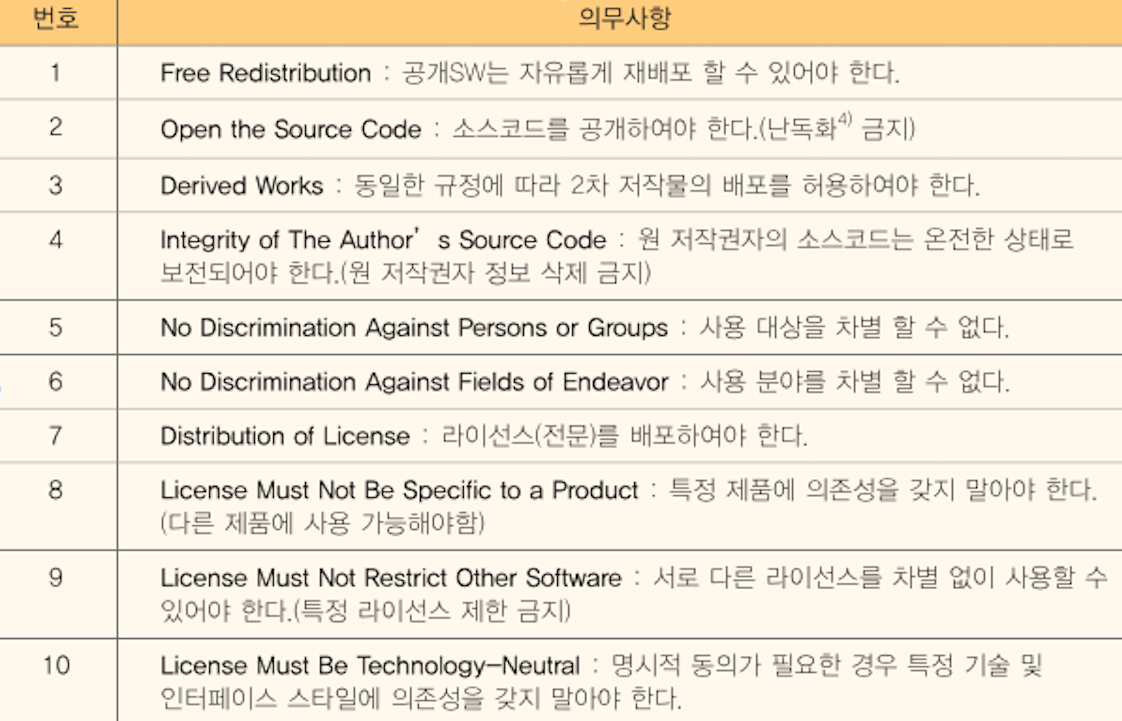 번호 의무사항
1 Free Redistribution : 공개SW는 자유롭게 재배포 할 수 있어야 한다.
2 Open the Source Code : 소스코드를 공개하여야 한다.(난독화4) 금지)
3 Derived Works : 동일한 규정에 따라 2차 저작물의 배포를 허용하여야 한다.
4 Integrity of The Author’ s Source Code : 원 저작권자의 소스코드는 온전한 상태로
보전되어야 한다.(원 저작권자 정보 삭제 금지)
5 No Discrimination Against Persons or Groups : 사용 대상을 차별 할 수 없다.
6 No Discrimination Against Fields of Endeavor : 사용 분야를 차별 할 수 없다.
7 Distribution of License : 라이선스(전문)를 배포하여야 한다.
8 License Must Not Be Specific to a Product : 특정 제품에 의존성을 갖지 말아야 한다.
(다른 제품에 사용 가능해야함)
9 License Must Not Restrict Other Software : 서로 다른 라이선스를 차별 없이 사용할 수
있어야 한다.(특정 라이선스 제한 금지)
10 License Must Be Technology–Neutral : 명시적 동의가 필요한 경우 특정 기술 및
인터페이스 스타일에 의존성을 갖지 말아야 한다.